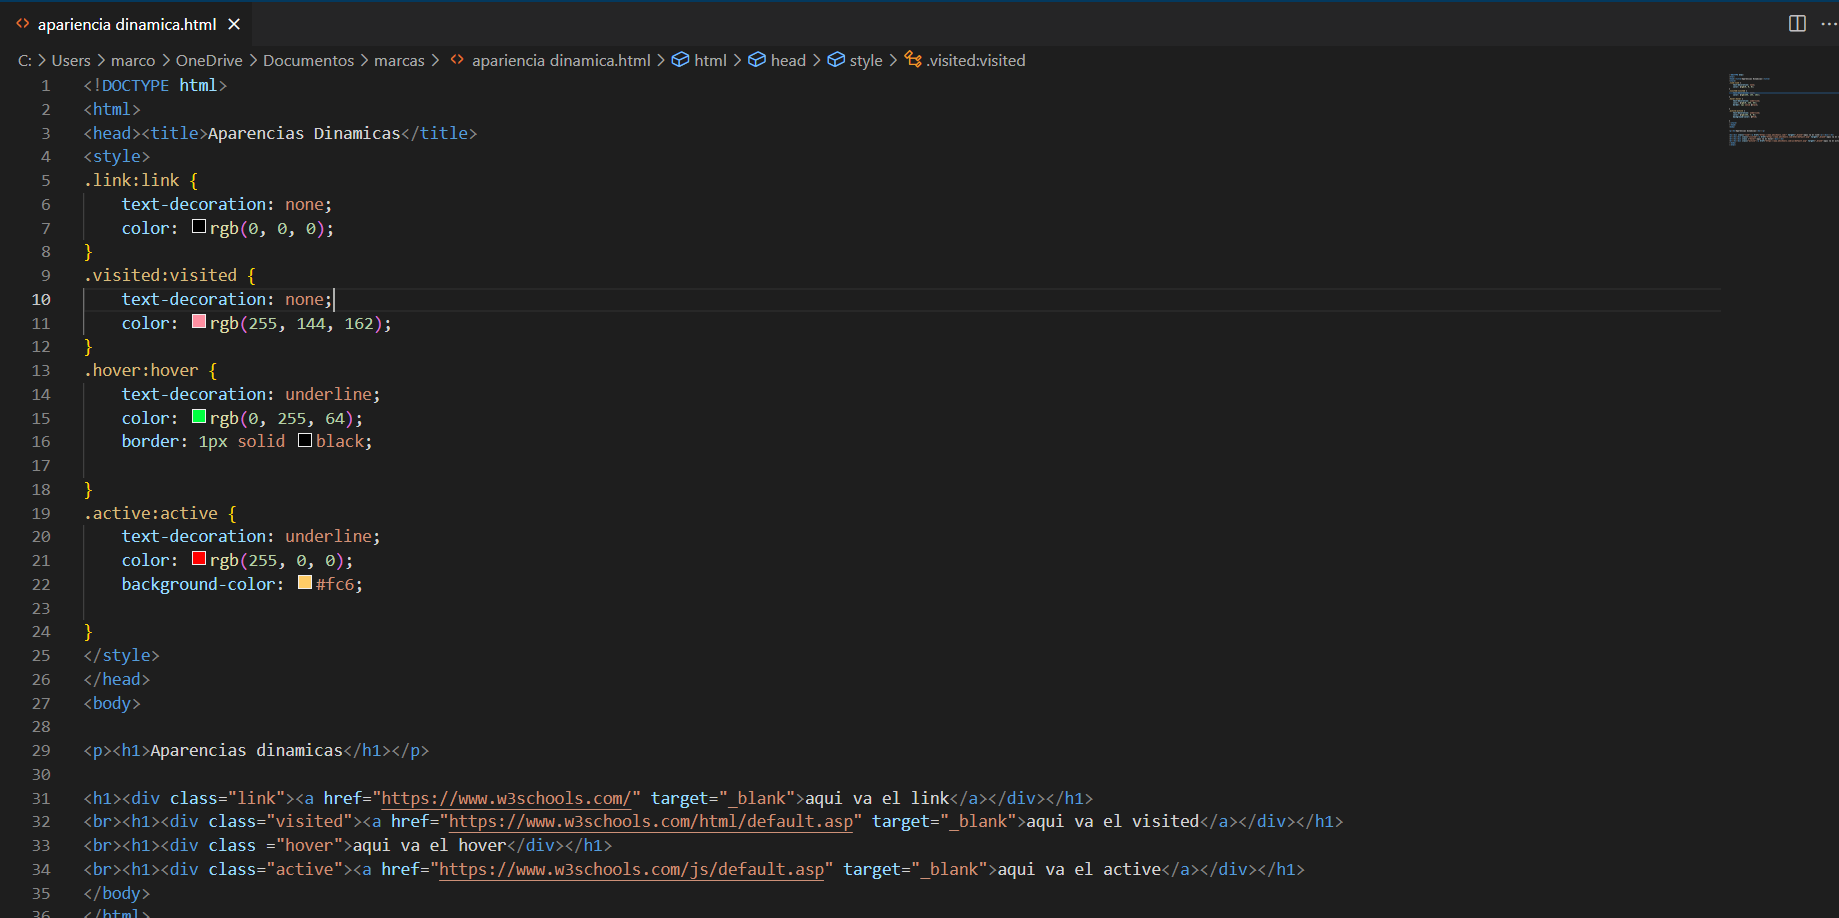 apariencia dinamica.html
C: > Users > marco > OneDrive > Documentos > marcas > apariencia dinamica.html > html > head > style > .visited:visited
1 <!DOCTYPE html>
2 <html>
3 <head><title>Aparencias Dinamicas</title>
4 <style>
5 .link:link {
6     text-decoration: none;
7     color: rgb(0, 0, 0);
8 }
9 .visited:visited {
10     text-decoration: none;
11     color: rgb(255, 144, 162);
12 }
13 .hover:hover {
14     text-decoration: underline;
15     color: rgb(0, 255, 64);
16     border: 1px solid black;
17
18 }
19 .active:active {
20     text-decoration: underline;
21     color: rgb(255, 0, 0);
22     background-color: #fc6;
23
24 }
25 </style>
26 </head>
27 <body>
28
29 <p><h1>Aparencias dinamicas</h1></p>
30
31 <h1><div class="link"><a href="https://www.w3schools.com/" target="_blank">aqui va el link</a></div></h1>
32 <br><h1><div class="visited"><a href="https://www.w3schools.com/html/default.asp" target="_blank">aqui va el visited</a></div></h1>
33 <br><h1><div class ="hover">aqui va el hover</div></h1>
34 <br><h1><div class="active"><a href="https://www.w3schools.com/js/default.asp" target="_blank">aqui va el active</a></div></h1>
35 </body>
36 </html>